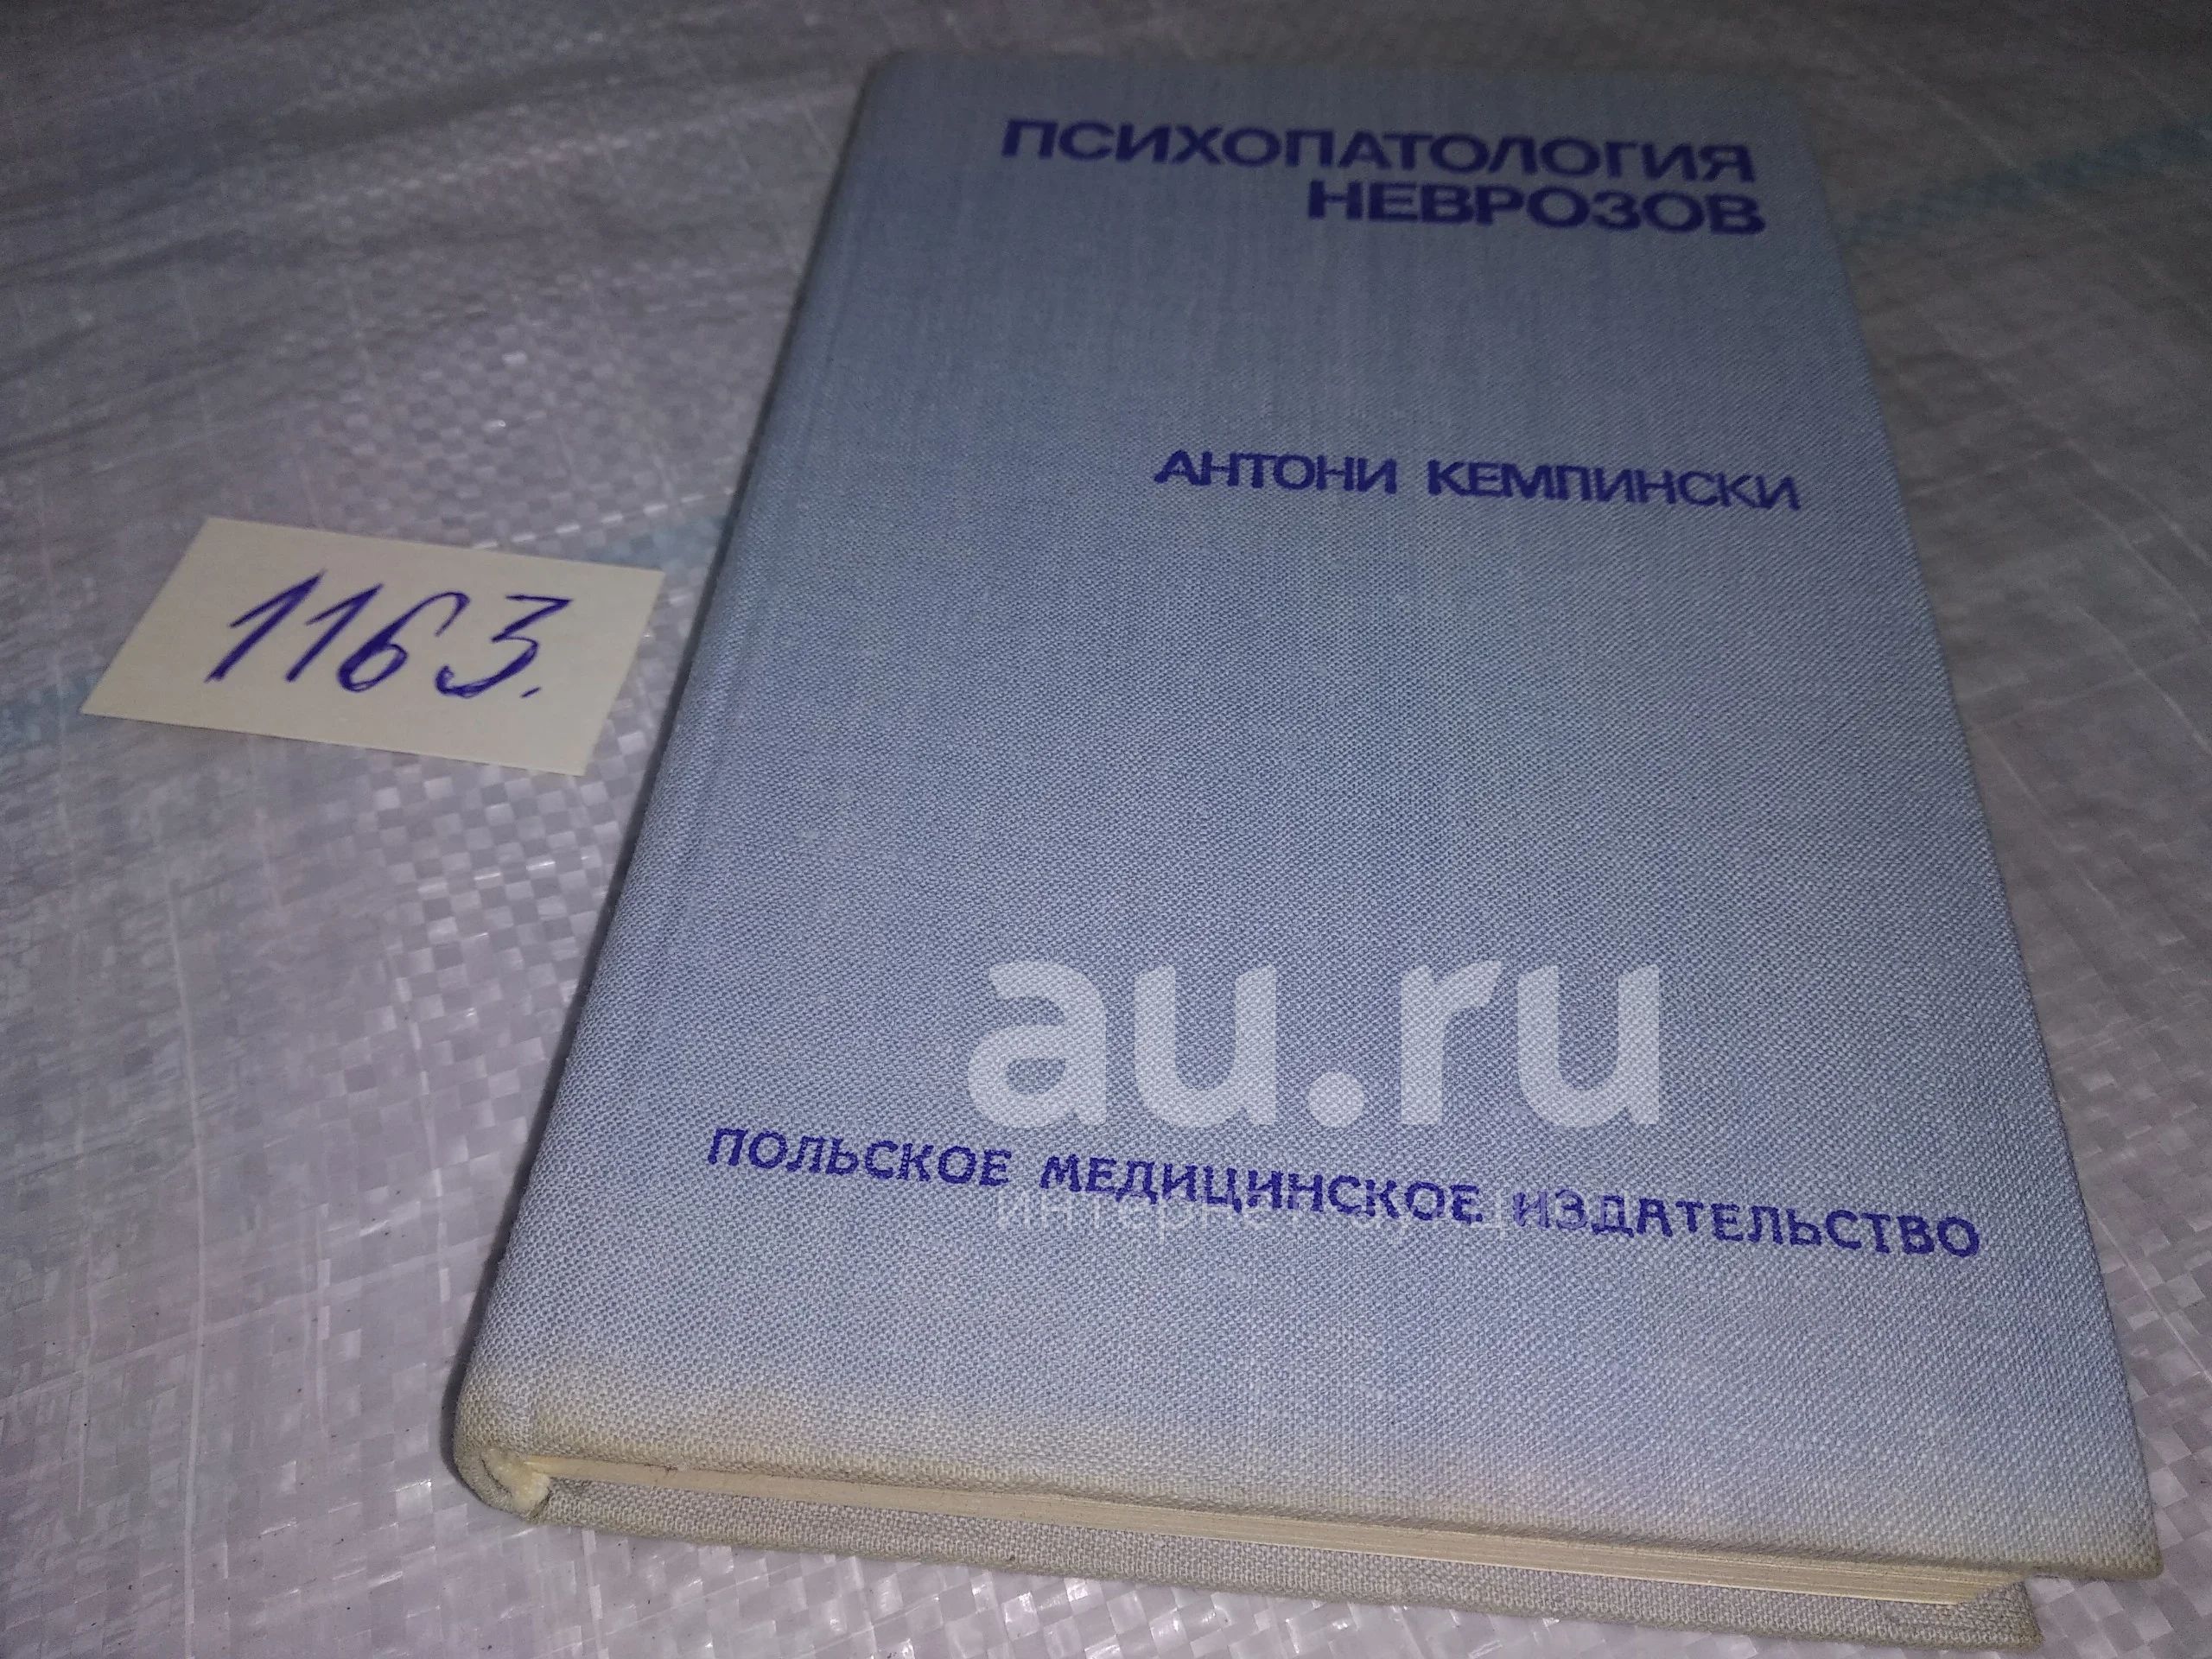 ПСИХОПАТОЛОГИЯ
НЕВРОЗОВ
АНТОНИ КЕМПИНСКИ
1163.
au.ru
ПОЛЬСКОЕ МЕДИЦИНСКОЕ ИЗДАТЕЛЬСТВО